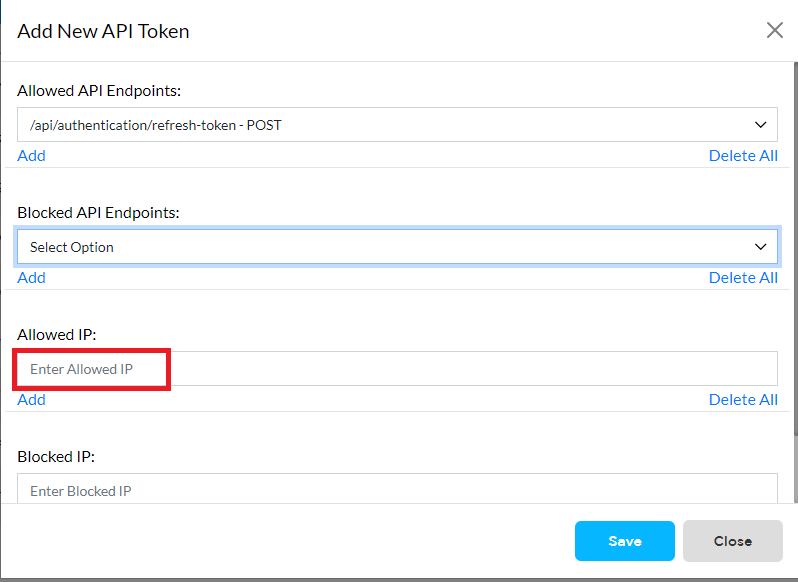 Add New API Token
Allowed API Endpoints:
/api/authentication/refresh-token - POST
Add Delete All
Blocked API Endpoints:
Select Option
Add Delete All
Allowed IP:
Enter Allowed IP
Add Delete All
Blocked IP:
Enter Blocked IP
Save Close